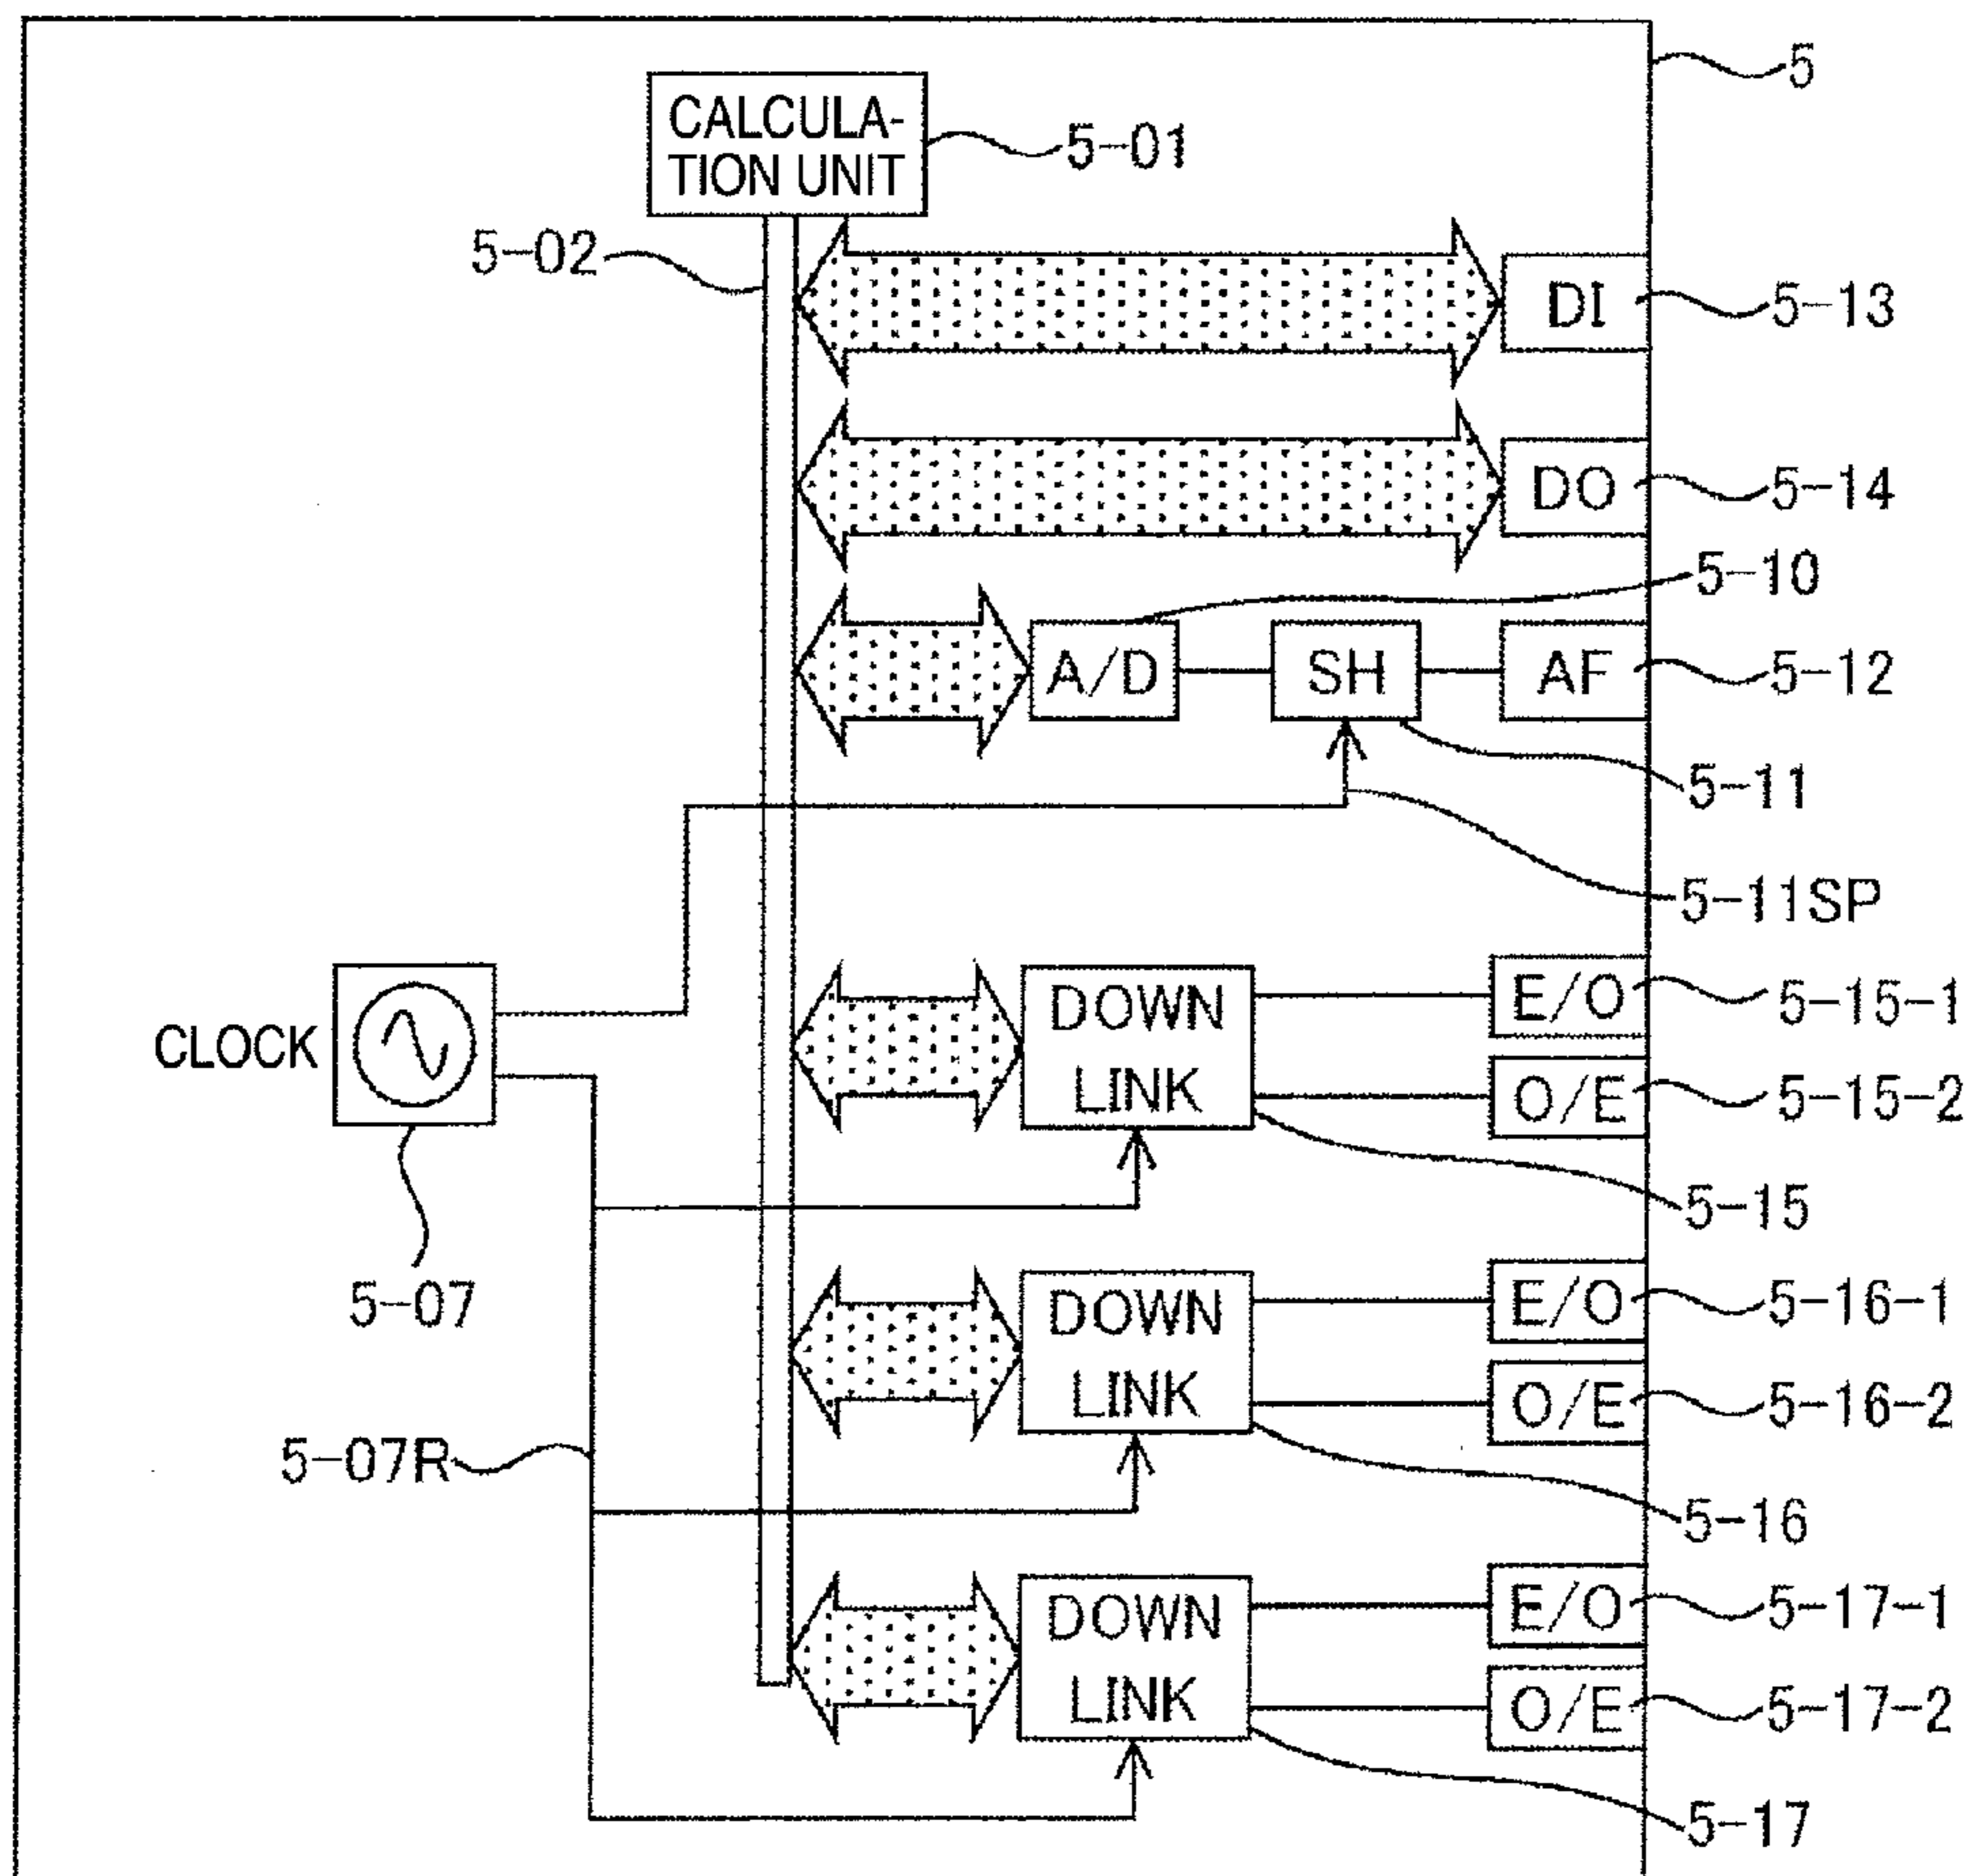 5
CALCULA-
TION UNIT
5-01
5-02
DI
5-13
DO
5-14
5-10
A/D
SH
AF
5-12
5-11
5-11SP
CLOCK
DOWN
LINK
E/O
5-15-1
O/E
5-15-2
5-15
5-07
DOWN
LINK
E/O
5-16-1
O/E
5-16-2
5-07R
5-16
DOWN
LINK
E/O
5-17-1
O/E
5-17-2
5-17